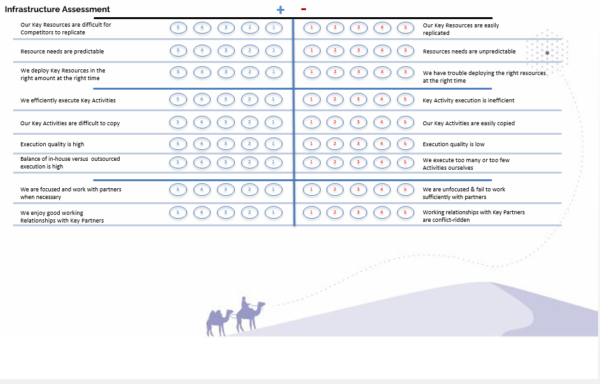 Infrastructure Assessment + -
Our Key Resources are difficult for
Competitors to replicate
5 4 3 2 1 1 2 3 4 5
Our Key Resources are easily
replicated
Resource needs are predictable
5 4 3 2 1 1 2 3 4 5
Resources needs are unpredictable
We deploy Key Resources in the
right amount at the right time
5 4 3 2 1 1 2 3 4 5
We have trouble deploying the right resources
at the right time
We efficiently execute Key Activities
5 4 3 2 1 1 2 3 4 5
Key Activity execution is inefficient
Our Key Activities are difficult to copy
5 4 3 2 1 1 2 3 4 5
Our Key Activities are easily copied
Execution quality is high
5 4 3 2 1 1 2 3 4 5
Execution quality is low
Balance of in-house versus outsourced
execution is high
5 4 3 2 1 1 2 3 4 5
We execute too many or too few
Activities ourselves
We are focused and work with partners
when necessary
5 4 3 2 1 1 2 3 4 5
We are unfocused & fail to work
sufficiently with partners
We enjoy good working
Relationships with Key Partners
5 4 3 2 1 1 2 3 4 5
Working relationships with Key Partners
are conflict-ridden